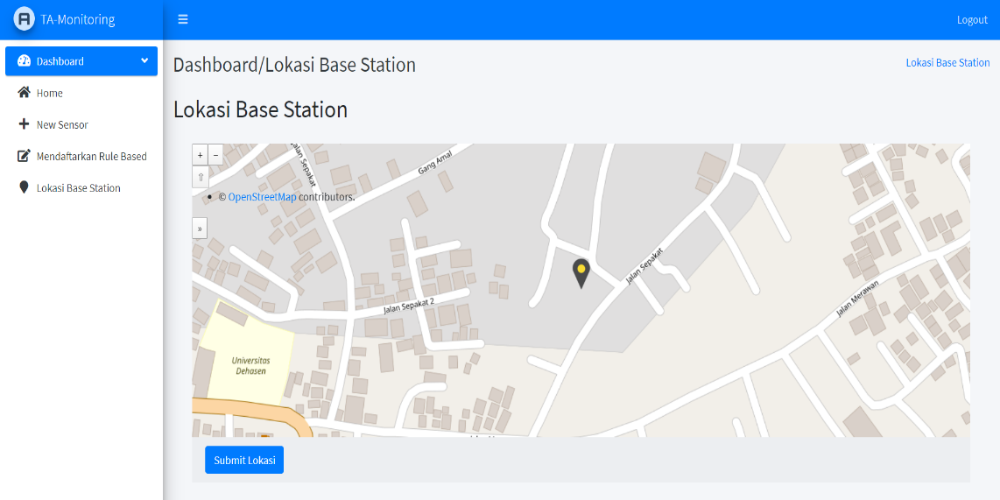 TA-Monitoring
Logout
Dashboard
Home
New Sensor
Mendaftarkan Rule Based
Lokasi Base Station
Dashboard/Lokasi Base Station
Lokasi Base Station
Lokasi Base Station
+
−
⇧
© OpenStreetMap contributors.
»
Jalan Sepakat
Gang Amal
Jalan Sepakat
Jalan Merawan
Jalan Sepakat 2
Universitas
Dehasen
Submit Lokasi